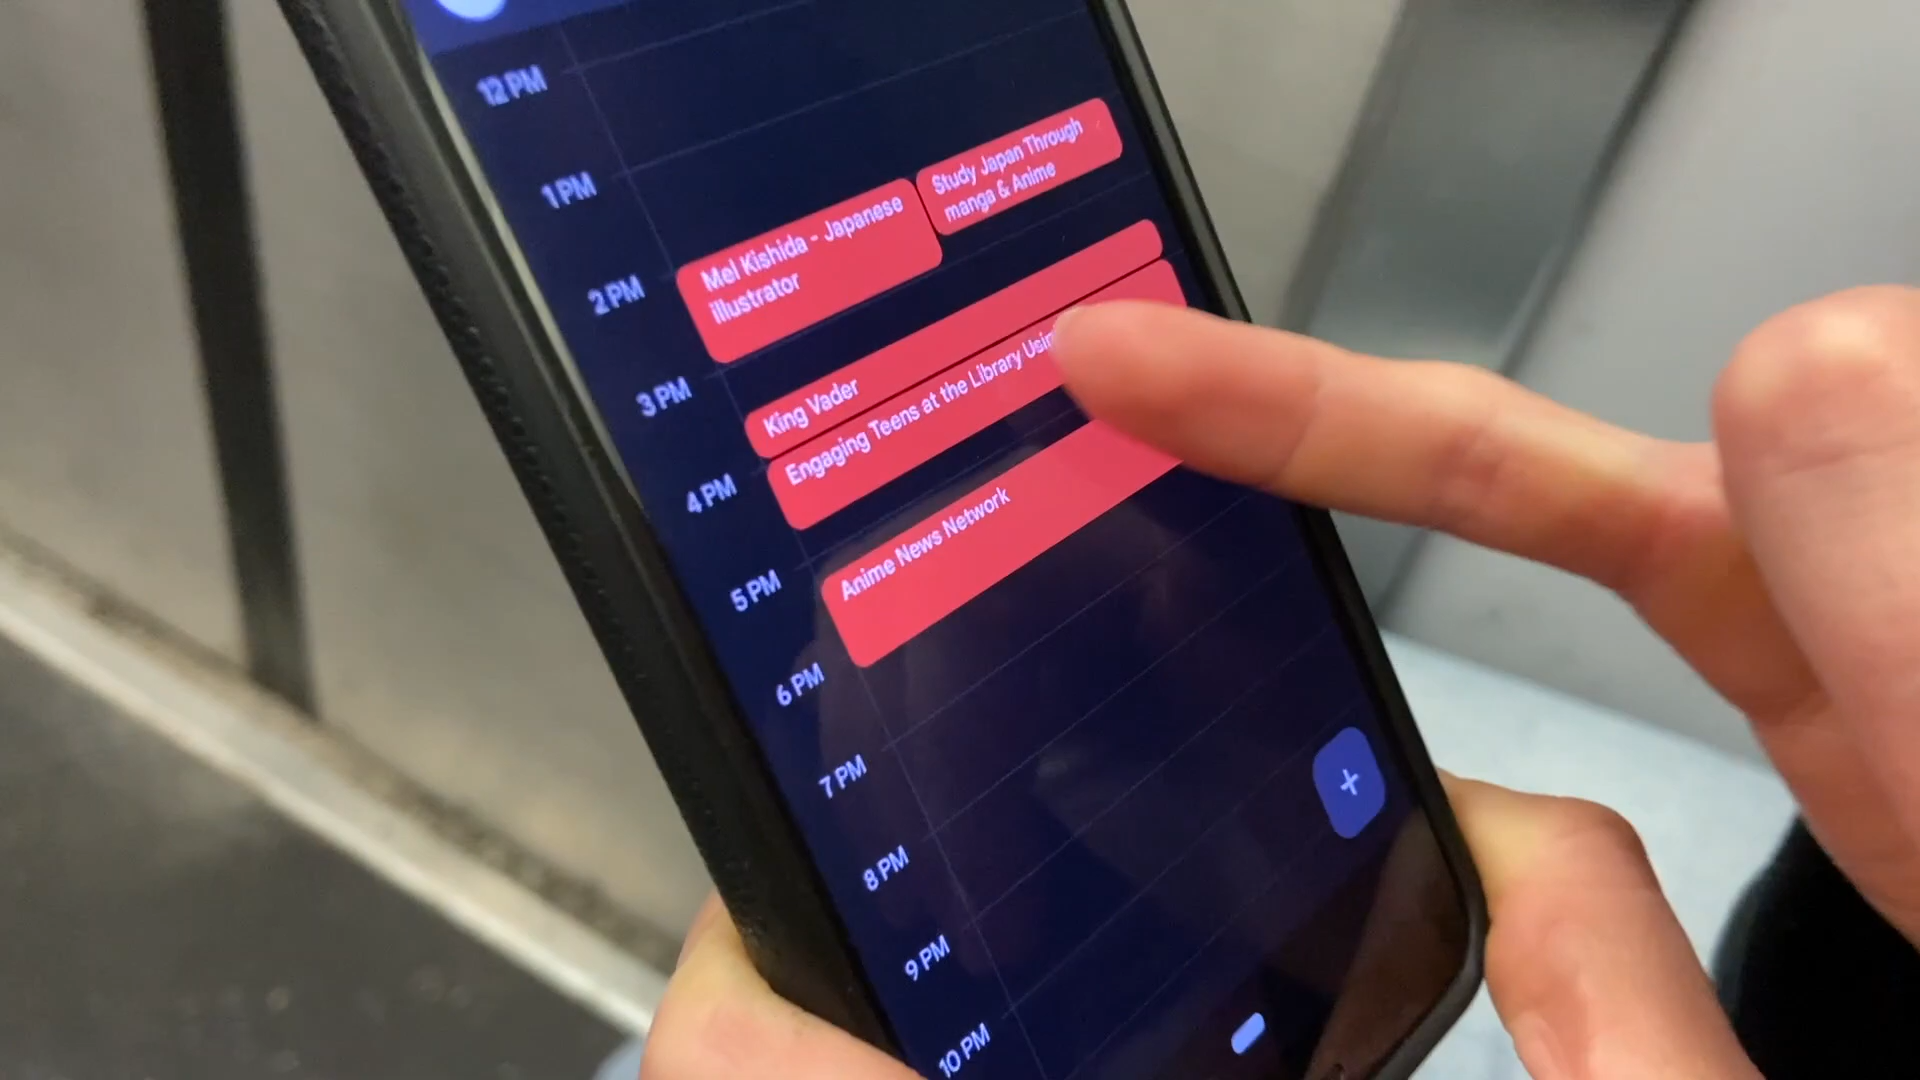 12 PM
1 PM
2 PM
3 PM
4 PM
5 PM
6 PM
7 PM
8 PM
9 PM
10 PM
Mel Kishida - Japanese
illustrator
Study Japan Through
manga & Anime
King Vader
Engaging Teens at the Library
Anime News Network
+